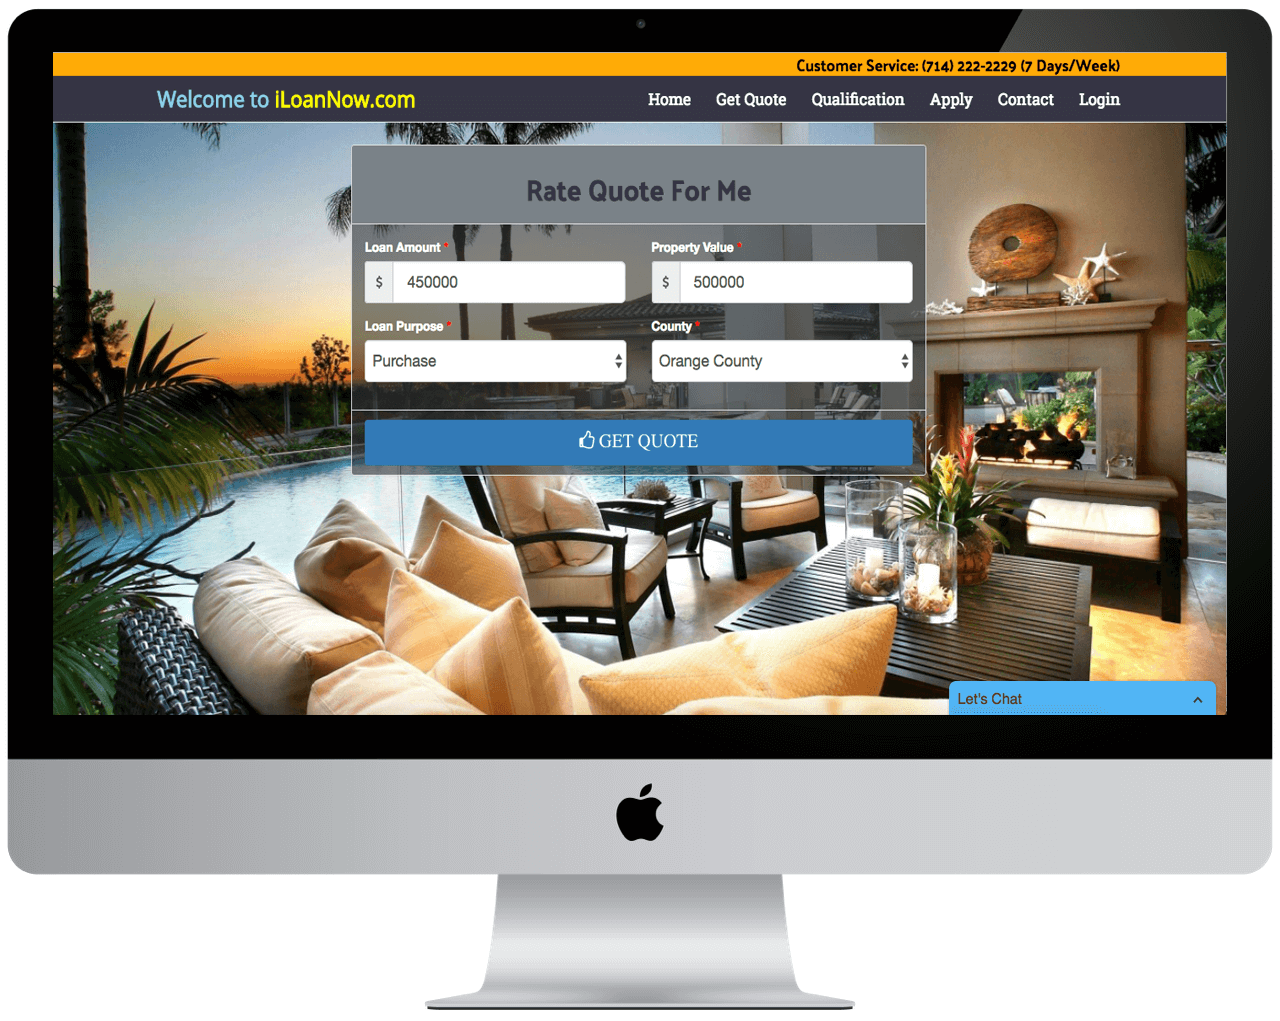 Customer Service: (714) 222-2229 (7 Days/Week)
Welcome to iLoanNow.com
Home Get Quote Qualification Apply Contact Login
Rate Quote For Me
Loan Amount * Property Value *
$ 450000 $ 500000
Loan Purpose * County *
Purchase Orange County
GET QUOTE
Let's Chat